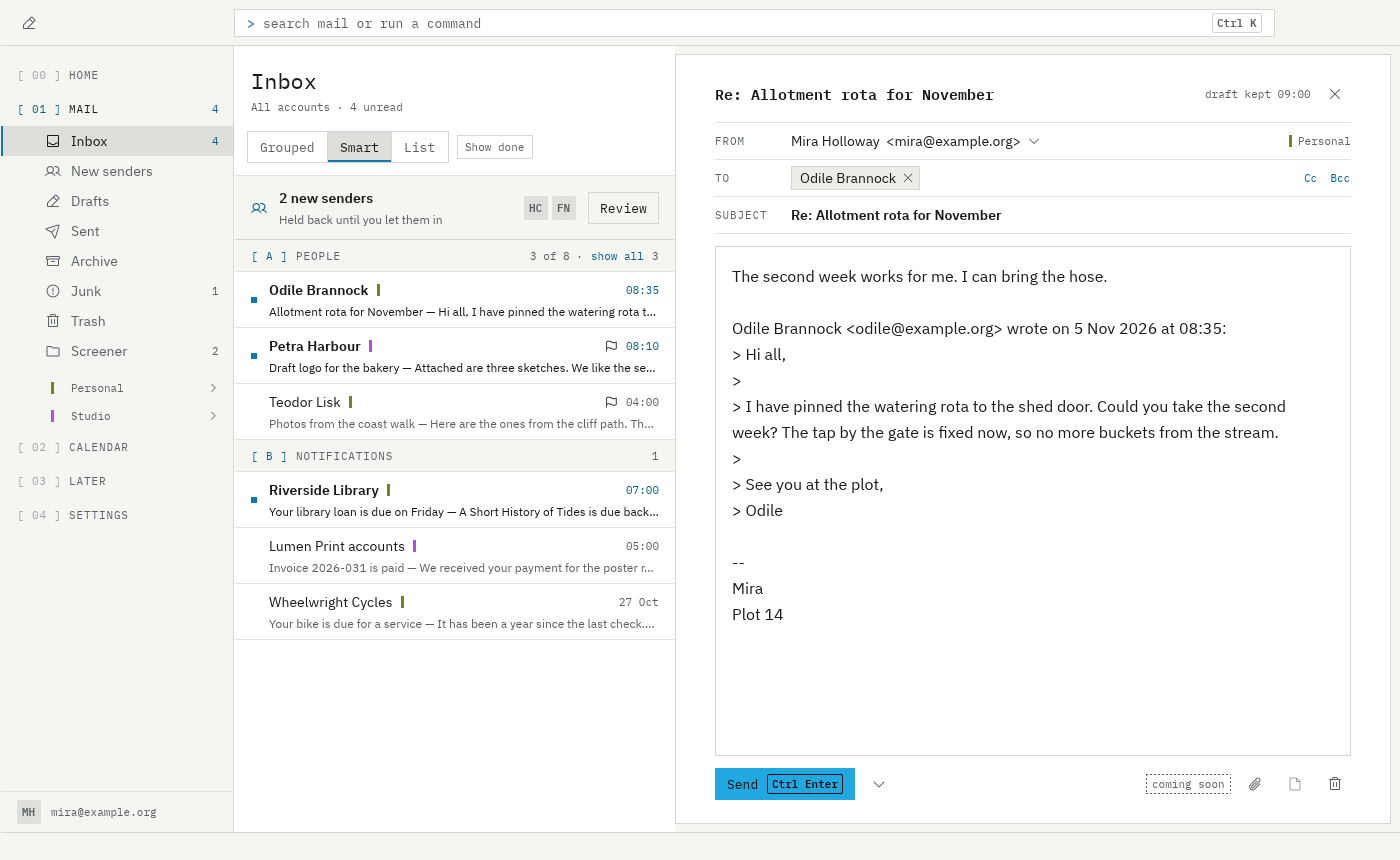 > search mail or run a command Ctrl K
[ 00 ] HOME
[ 01 ] MAIL 4
Inbox 4
New senders
Drafts
Sent
Archive
Junk 1
Trash
Screener 2
Personal
Studio
[ 02 ] CALENDAR
[ 03 ] LATER
[ 04 ] SETTINGS
MH mira@example.org
Inbox
All accounts · 4 unread
Grouped Smart List Show done
2 new senders
Held back until you let them in
HC FN Review
[ A ] PEOPLE 3 of 8 · show all 3
Odile Brannock 08:35
Allotment rota for November — Hi all, I have pinned the watering rota t…
Petra Harbour 08:10
Draft logo for the bakery — Attached are three sketches. We like the se…
Teodor Lisk 04:00
Photos from the coast walk — Here are the ones from the cliff path. Th…
[ B ] NOTIFICATIONS 1
Riverside Library 07:00
Your library loan is due on Friday — A Short History of Tides is due back…
Lumen Print accounts 05:00
Invoice 2026-031 is paid — We received your payment for the poster r…
Wheelwright Cycles 27 Oct
Your bike is due for a service — It has been a year since the last check.…
Re: Allotment rota for November draft kept 09:00
FROM Mira Holloway <mira@example.org> Personal
TO Odile Brannock Cc Bcc
SUBJECT Re: Allotment rota for November
The second week works for me. I can bring the hose.
Odile Brannock <odile@example.org> wrote on 5 Nov 2026 at 08:35:
> Hi all,
>
> I have pinned the watering rota to the shed door. Could you take the second
week? The tap by the gate is fixed now, so no more buckets from the stream.
>
> See you at the plot,
> Odile
--
Mira
Plot 14
Send Ctrl Enter coming soon